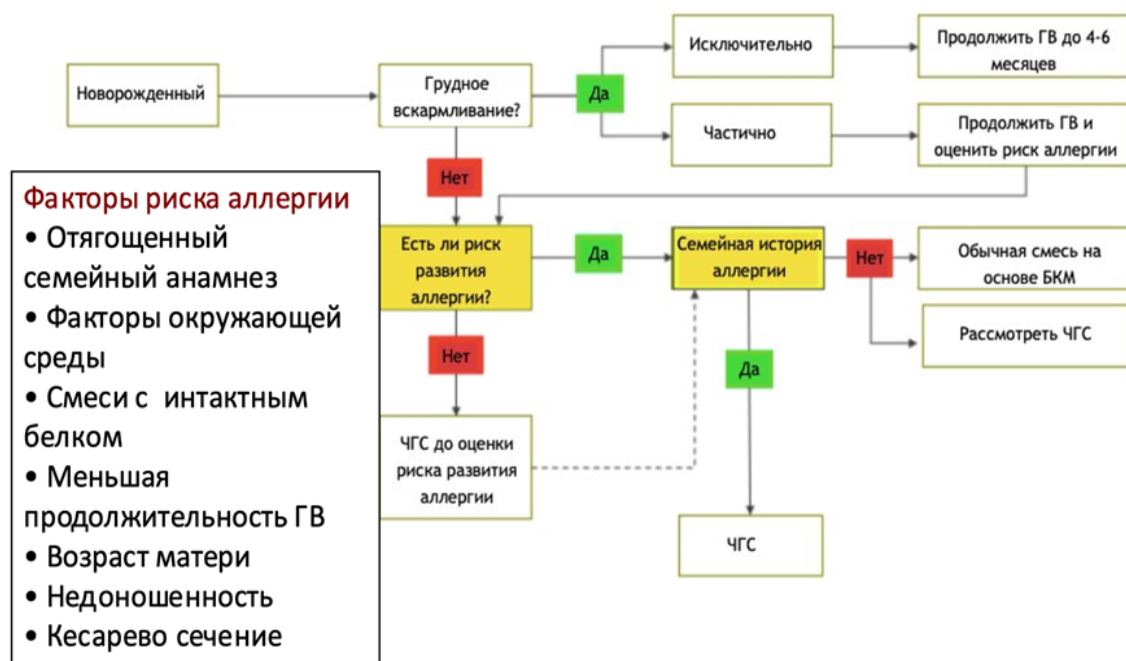 Новорожденный
Грудное
вскармливание?
Да
Исключительно
Продолжить ГВ до 4-6
месяцев
Частично
Продолжить ГВ и
оценить риск аллергии
Нет
Есть ли риск
развития
аллергии?
Да
Семейная история
аллергии
Нет
Обычная смесь на
основе БКМ
Рассмотреть ЧГС
Нет
Да
ЧГС до оценки
риска развития
аллергии
ЧГС
Факторы риска аллергии
• Отягощенный
семейный анамнез
• Факторы окружающей
среды
• Смеси с интактным
белком
• Меньшая
продолжительность ГВ
• Возраст матери
• Недоношенность
• Кесарево сечение